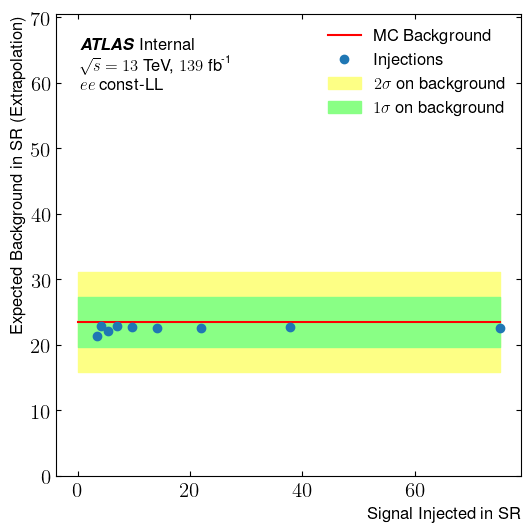 ATLAS Internal
√s = 13 TeV, 139 fb⁻¹
ee const-LL
MC Background
Injections
2σ on background
1σ on background
Expected Background in SR (Extrapolation)
70
60
50
40
30
20
10
0
0 20 40 60
Signal Injected in SR